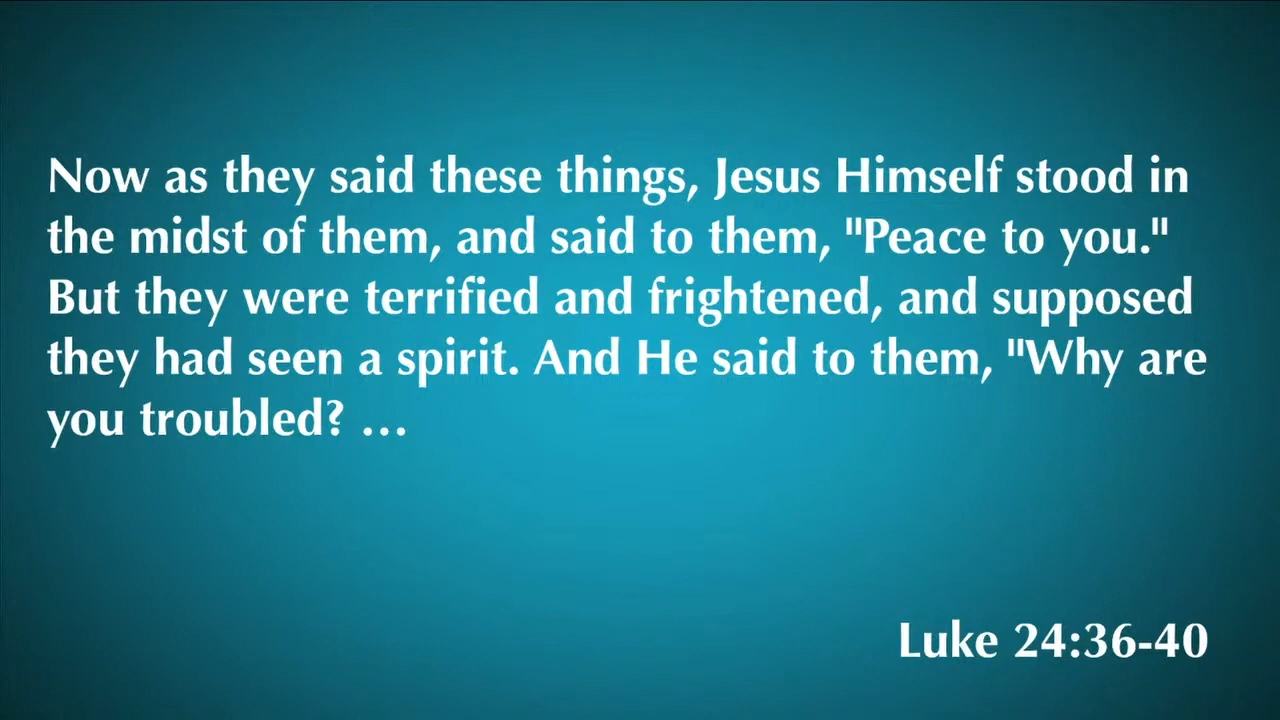 Now as they said these things, Jesus Himself stood in
the midst of them, and said to them, "Peace to you."
But they were terrified and frightened, and supposed
they had seen a spirit. And He said to them, "Why are
you troubled? …
Luke 24:36-40